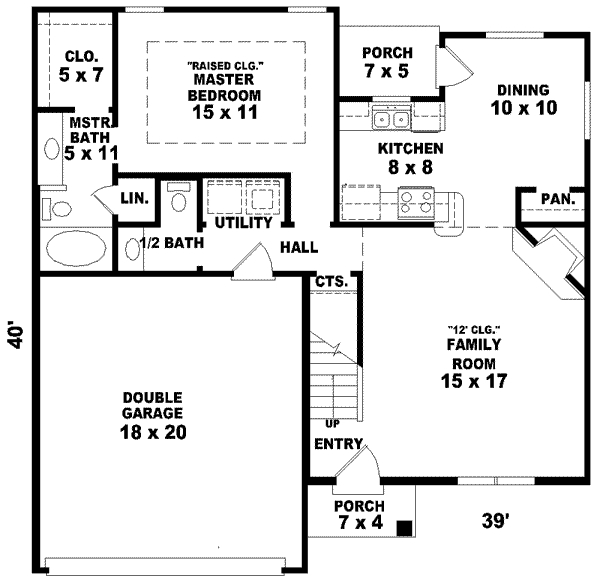 CLO.
5 x 7
"RAISED CLG."
MASTER
BEDROOM
15 x 11
PORCH
7 x 5
DINING
10 x 10
MSTR.
BATH
5 x 11
KITCHEN
8 x 8
LIN.
UTILITY
PAN.
1/2 BATH
HALL
CTS.
40'
"12' CLG."
FAMILY
ROOM
15 x 17
DOUBLE
GARAGE
18 x 20
UP
ENTRY
PORCH
7 x 4
39'